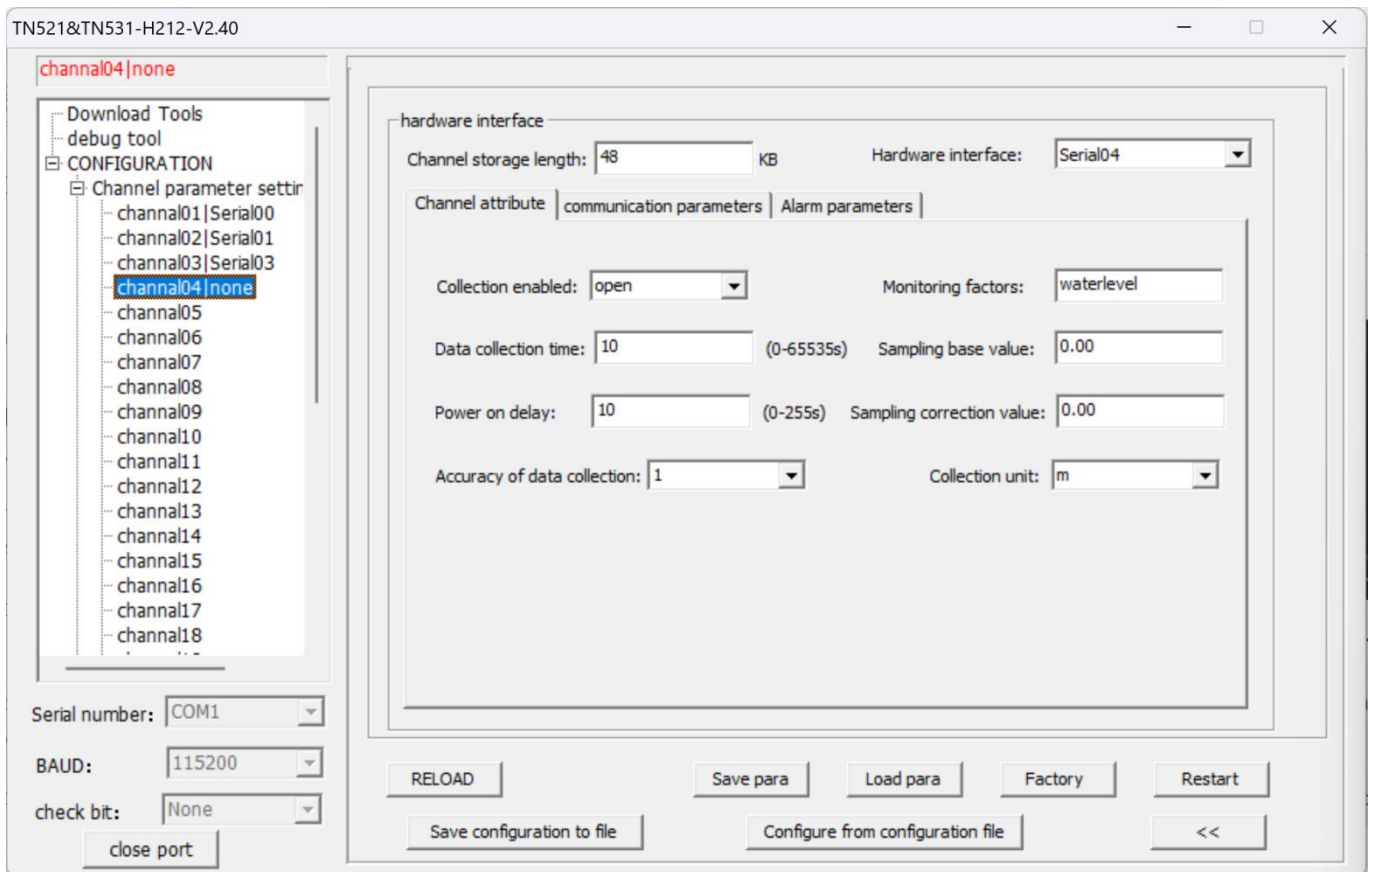 TN521&TN531-H212-V2.40
channal04|none
Download Tools
debug tool
CONFIGURATION
Channel parameter settin
channal01|Serial00
channal02|Serial01
channal03|Serial03
channal04|none
channal05
channal06
channal07
channal08
channal09
channal10
channal11
channal12
channal13
channal14
channal15
channal16
channal17
channal18
Serial number: COM1
BAUD: 115200
check bit: None
close port
hardware interface
Channel storage length: 48 KB Hardware interface: Serial04
Channel attribute communication parameters Alarm parameters
Collection enabled: open Monitoring factors: waterlevel
Data collection time: 10 (0-65535s) Sampling base value: 0.00
Power on delay: 10 (0-255s) Sampling correction value: 0.00
Accuracy of data collection: 1 Collection unit: m
RELOAD Save para Load para Factory Restart
Save configuration to file Configure from configuration file <<